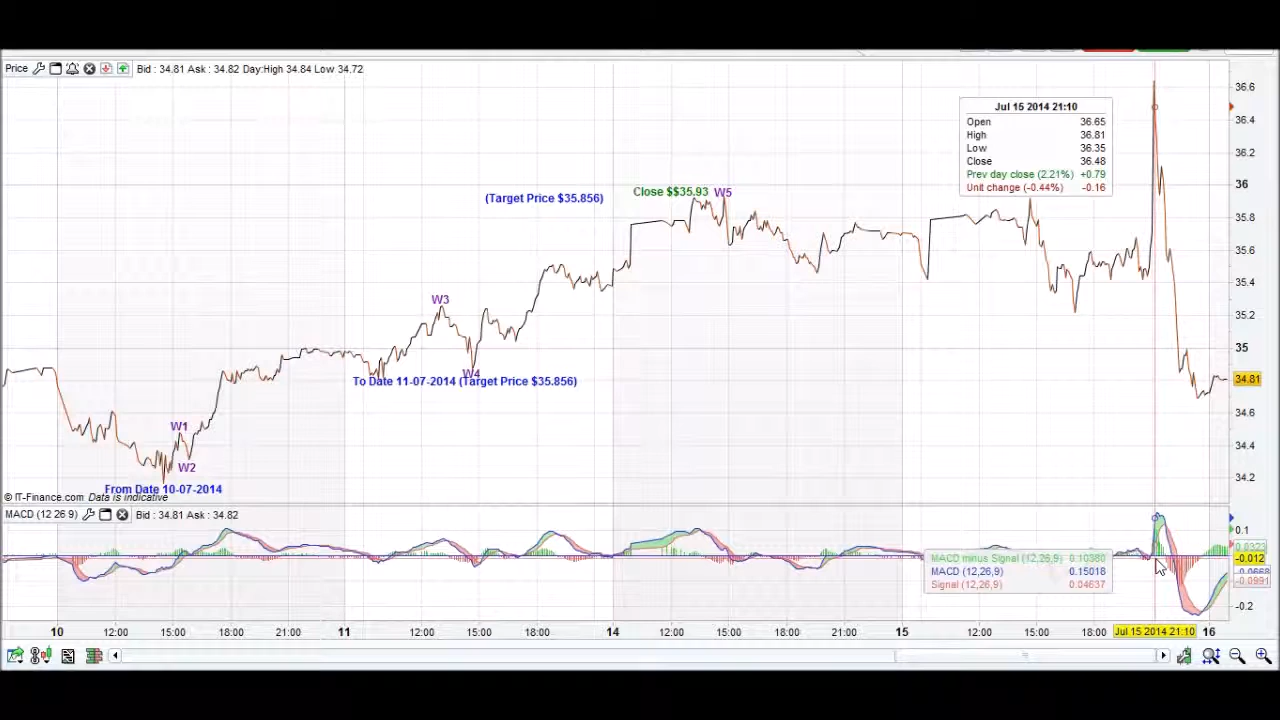 Price Bid : 34.81 Ask : 34.82 Day:High 34.84 Low 34.72
36.6
36.4
36.2
36
35.8
35.6
35.4
35.2
35
34.81
34.6
34.4
34.2
Jul 15 2014 21:10
Open 36.65
High 36.81
Low 36.35
Close 36.48
Prev day close (2.21%) +0.79
Unit change (-0.44%) -0.16
(Target Price $35.856)
Close $$35.93 W5
W3
W4
To Date 11-07-2014 (Target Price $35.856)
W1
W2
From Date 10-07-2014
© IT-Finance.com Data is indicative
MACD (12 26 9) Bid : 34.81 Ask : 34.82
0.1
-0.012
-0.0991
-0.2
MACD minus Signal (12,26,9) 0.10380
MACD (12,26,9) 0.15018
Signal (12,26,9) 0.04637
10 12:00 15:00 18:00 21:00 11 12:00 15:00 18:00 14 12:00 15:00 18:00 21:00 15 12:00 15:00 18:00 Jul 15 2014 21:10 16